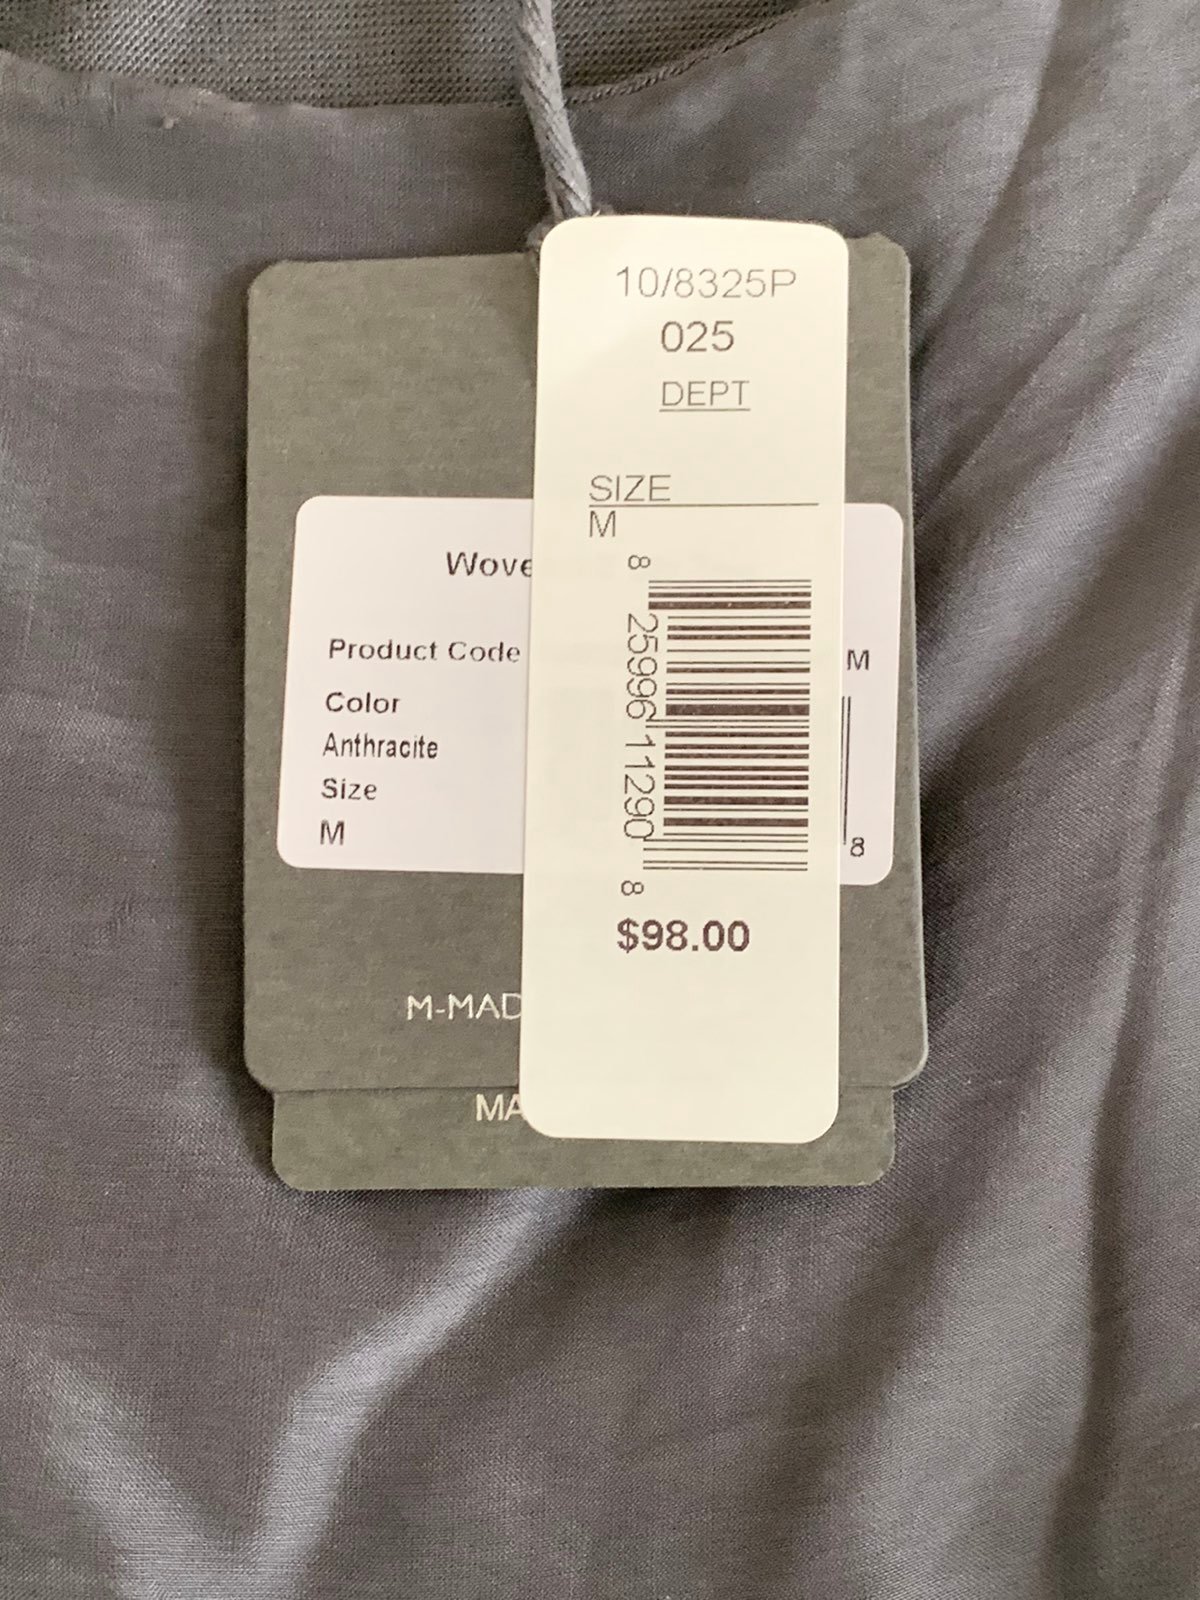 10/8325P
025
DEPT
SIZE
M
8
25996 11290
8
$98.00
Wove
Product Code
M
Color
Anthracite
Size
M
8
M-MAD
MA